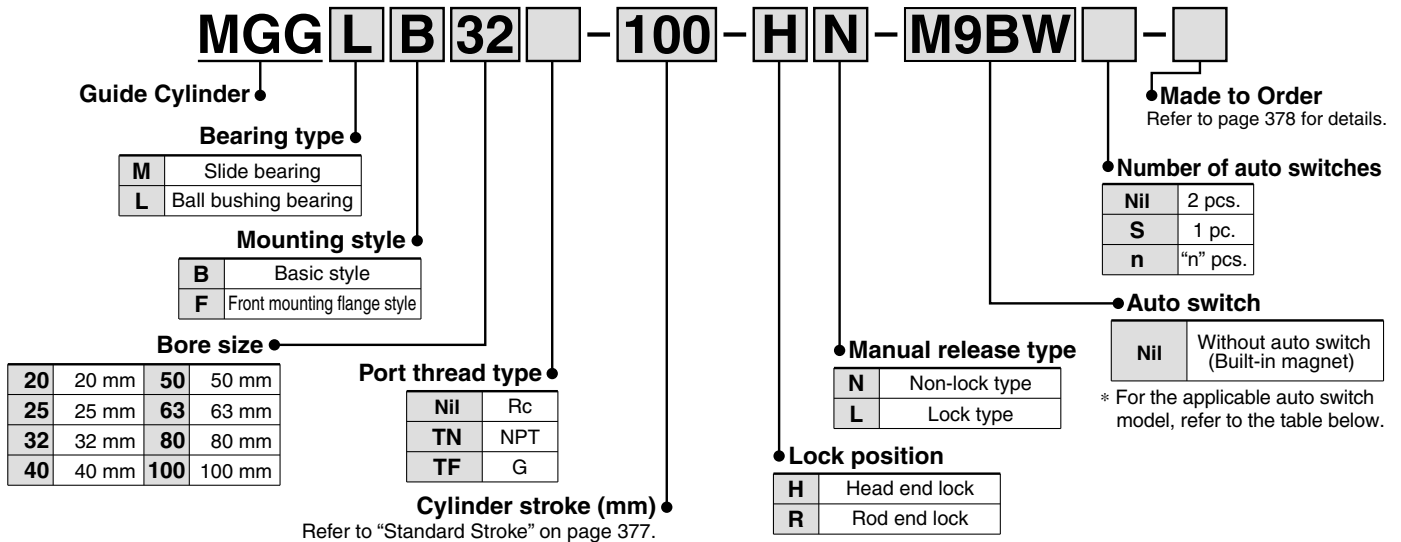 MGG L B 32 – 100 – H N – M9BW –
Guide Cylinder
Bearing type
M Slide bearing
L Ball bushing bearing
Mounting style
B Basic style
F Front mounting flange style
Bore size
20 20 mm 50 50 mm
25 25 mm 63 63 mm
32 32 mm 80 80 mm
40 40 mm 100 100 mm
Port thread type
Nil Rc
TN NPT
TF G
Cylinder stroke (mm)
Refer to “Standard Stroke” on page 377.
Lock position
H Head end lock
R Rod end lock
Manual release type
N Non-lock type
L Lock type
Auto switch
Nil Without auto switch
(Built-in magnet)
* For the applicable auto switch
model, refer to the table below.
Number of auto switches
Nil 2 pcs.
S 1 pc.
n “n” pcs.
Made to Order
Refer to page 378 for details.